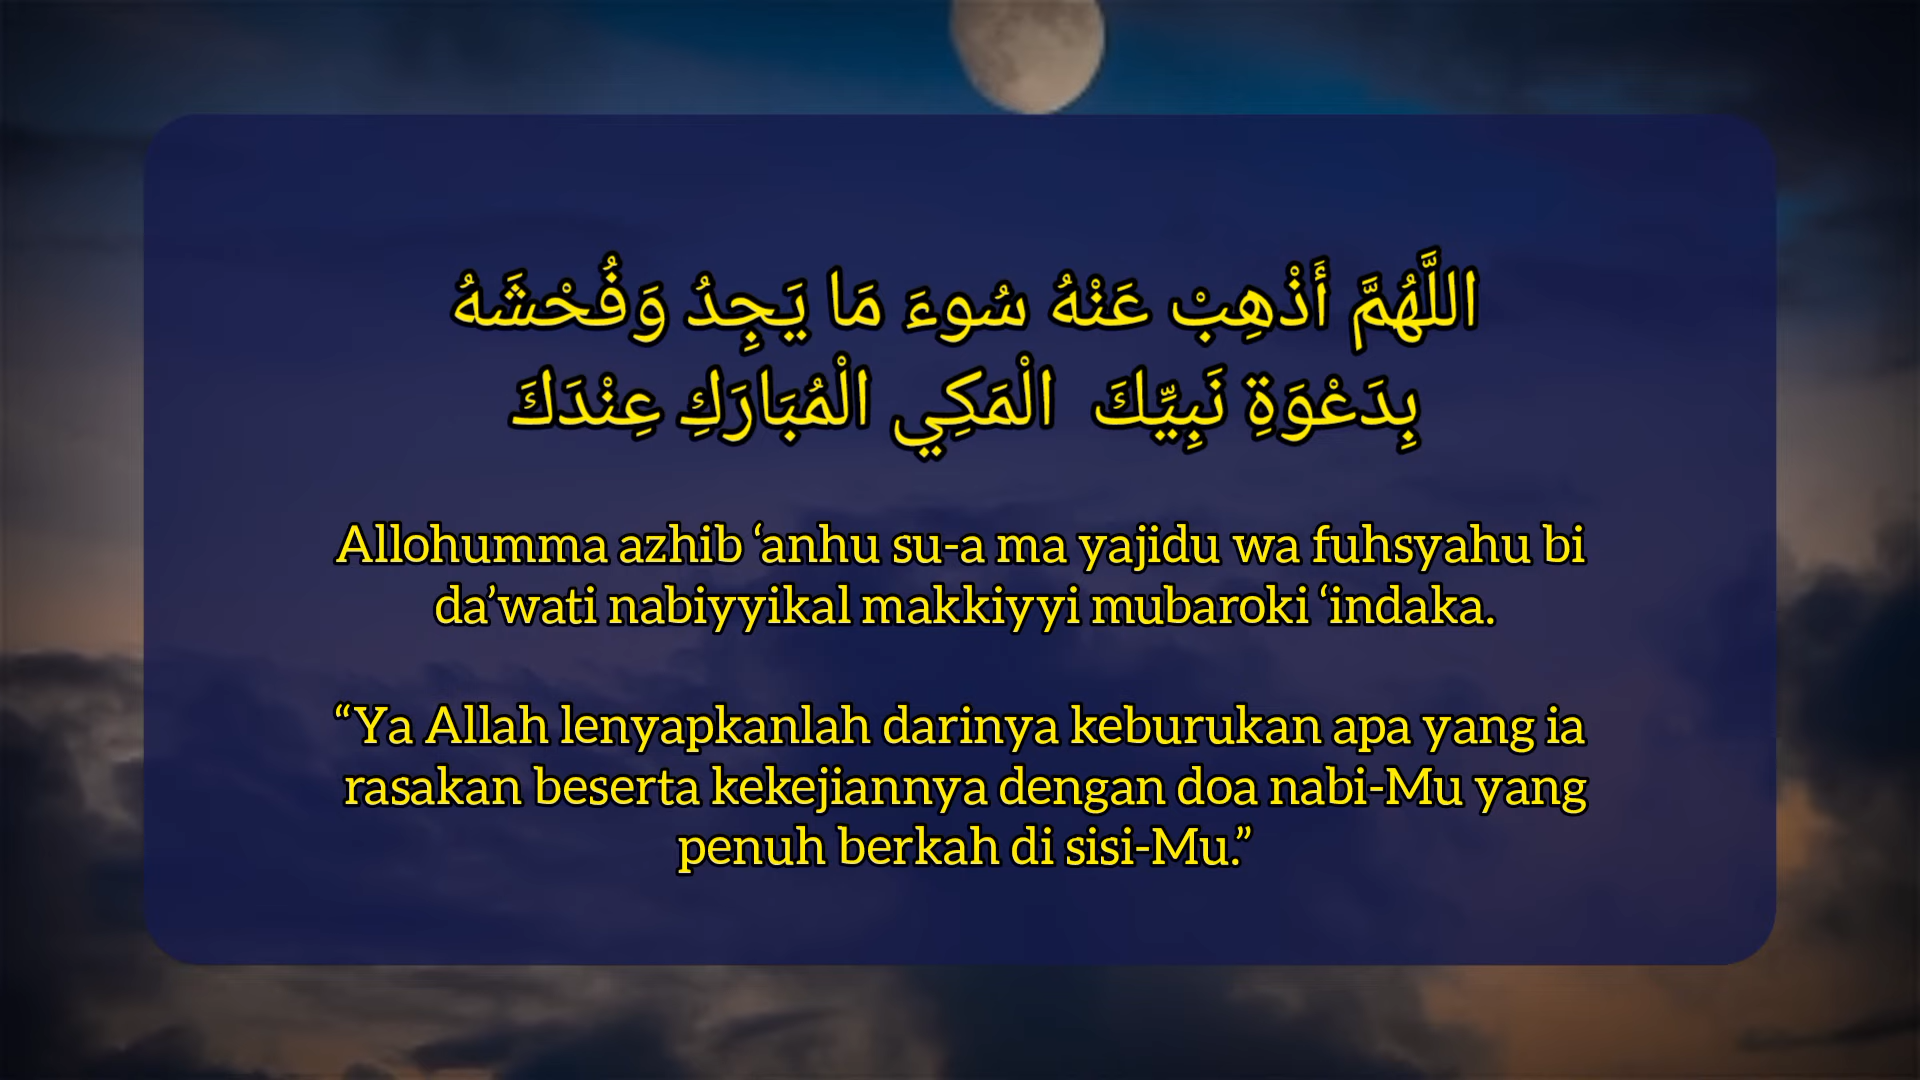 اللَّهُمَّ أَذْهِبْ عَنْهُ سُوءَ مَا يَجِدُ وَفُحْشَهُ
بِدَعْوَةِ نَبِيِّكَ الْمَكِي الْمُبَارَكِ عِنْدَكَ
Allohumma azhib ‘anhu su-a ma yajidu wa fuhsyahu bi
da’wati nabiyyikal makkiyyi mubaroki ‘indaka.
“Ya Allah lenyapkanlah darinya keburukan apa yang ia
rasakan beserta kekejiannya dengan doa nabi-Mu yang
penuh berkah di sisi-Mu.”